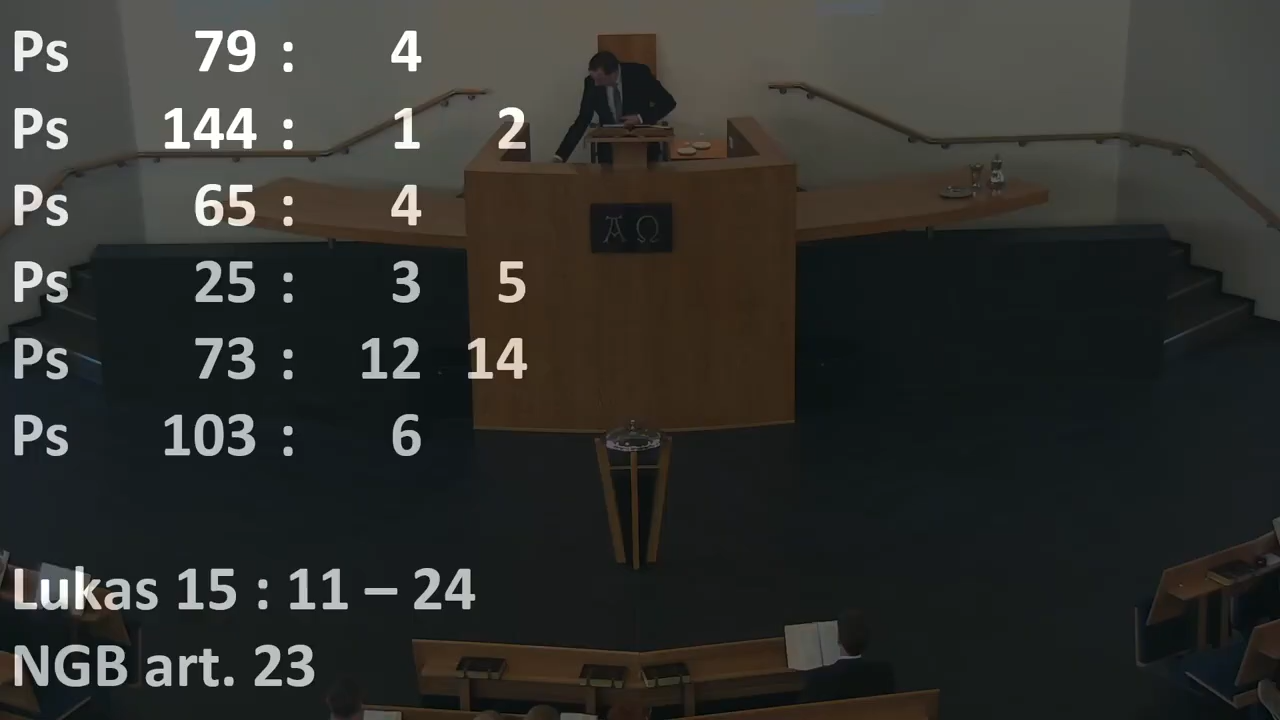 Ps 79 : 4
Ps 144 : 1 2
Ps 65 : 4
Ps 25 : 3 5
Ps 73 : 12 14
Ps 103 : 6
Α Ω
Lukas 15 : 11 – 24
NGB art. 23